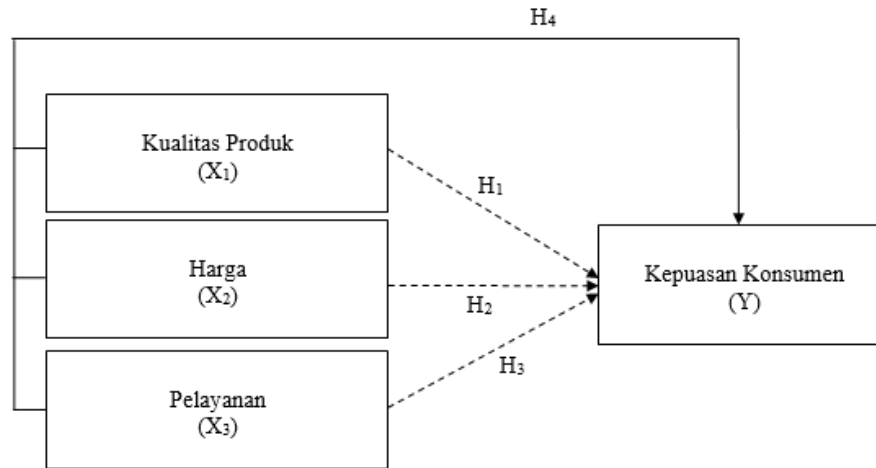 H₄
Kualitas Produk
(X₁)
H₁
Harga
(X₂)
H₂
Kepuasan Konsumen
(Y)
H₃
Pelayanan
(X₃)